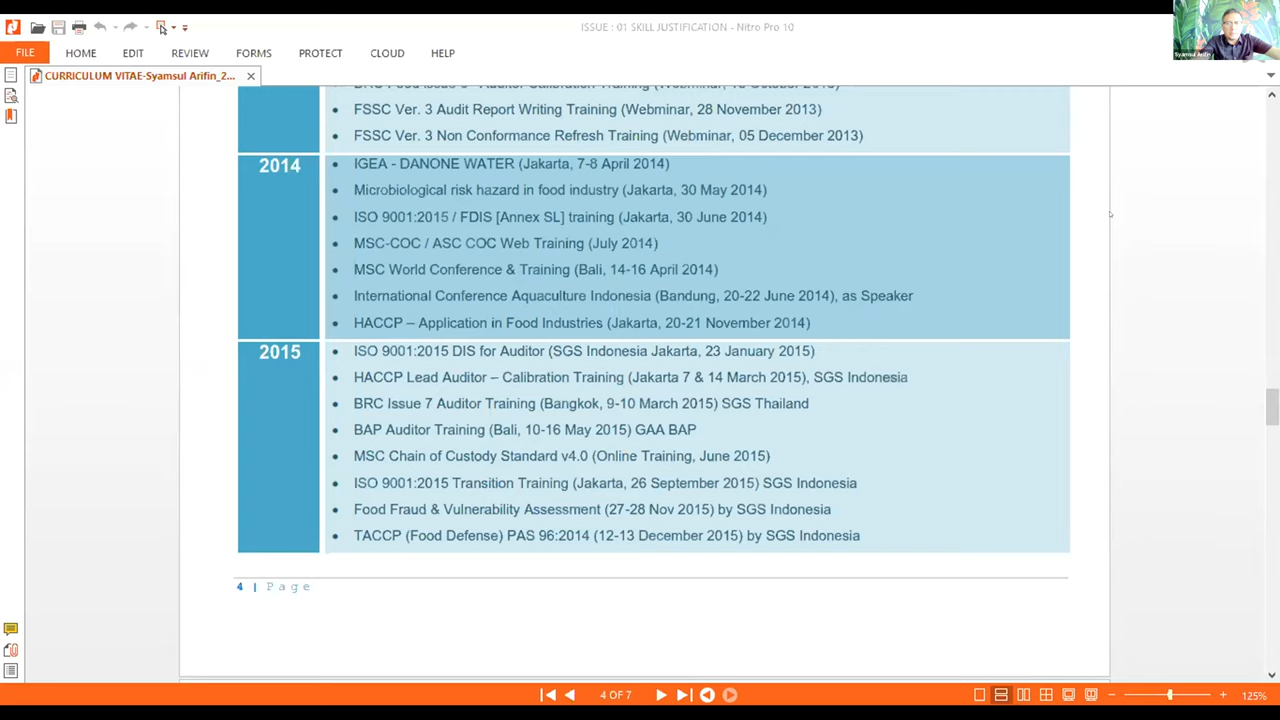 ISSUE : 01 SKILL JUSTIFICATION - Nitro Pro 10
Syamsul Arifin
FILE HOME EDIT REVIEW FORMS PROTECT CLOUD HELP
CURRICULUM VITAE-Syamsul Arifin_2...
• FSSC Ver. 3 Audit Report Writing Training (Webminar, 28 November 2013)
• FSSC Ver. 3 Non Conformance Refresh Training (Webminar, 05 December 2013)
2014
• IGEA - DANONE WATER (Jakarta, 7-8 April 2014)
• Microbiological risk hazard in food industry (Jakarta, 30 May 2014)
• ISO 9001:2015 / FDIS [Annex SL] training (Jakarta, 30 June 2014)
• MSC-COC / ASC COC Web Training (July 2014)
• MSC World Conference & Training (Bali, 14-16 April 2014)
• International Conference Aquaculture Indonesia (Bandung, 20-22 June 2014), as Speaker
• HACCP – Application in Food Industries (Jakarta, 20-21 November 2014)
2015
• ISO 9001:2015 DIS for Auditor (SGS Indonesia Jakarta, 23 January 2015)
• HACCP Lead Auditor – Calibration Training (Jakarta 7 & 14 March 2015), SGS Indonesia
• BRC Issue 7 Auditor Training (Bangkok, 9-10 March 2015) SGS Thailand
• BAP Auditor Training (Bali, 10-16 May 2015) GAA BAP
• MSC Chain of Custody Standard v4.0 (Online Training, June 2015)
• ISO 9001:2015 Transition Training (Jakarta, 26 September 2015) SGS Indonesia
• Food Fraud & Vulnerability Assessment (27-28 Nov 2015) by SGS Indonesia
• TACCP (Food Defense) PAS 96:2014 (12-13 December 2015) by SGS Indonesia
4 | Page
4 OF 7
125%